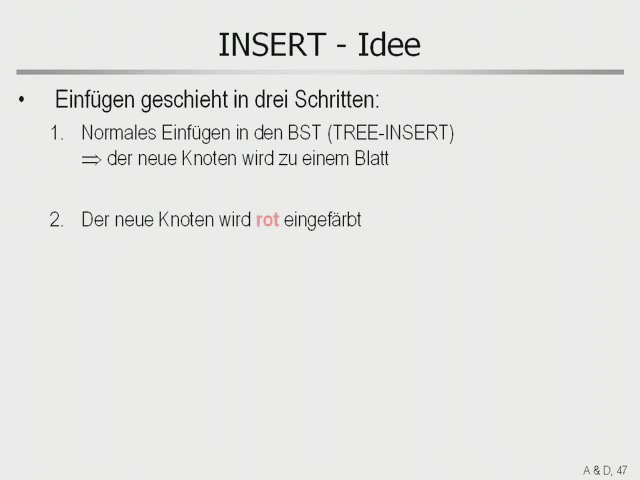 INSERT - Idee
• Einfügen geschieht in drei Schritten:
1. Normales Einfügen in den BST (TREE-INSERT)
⇒ der neue Knoten wird zu einem Blatt
2. Der neue Knoten wird rot eingefärbt
A & D, 47